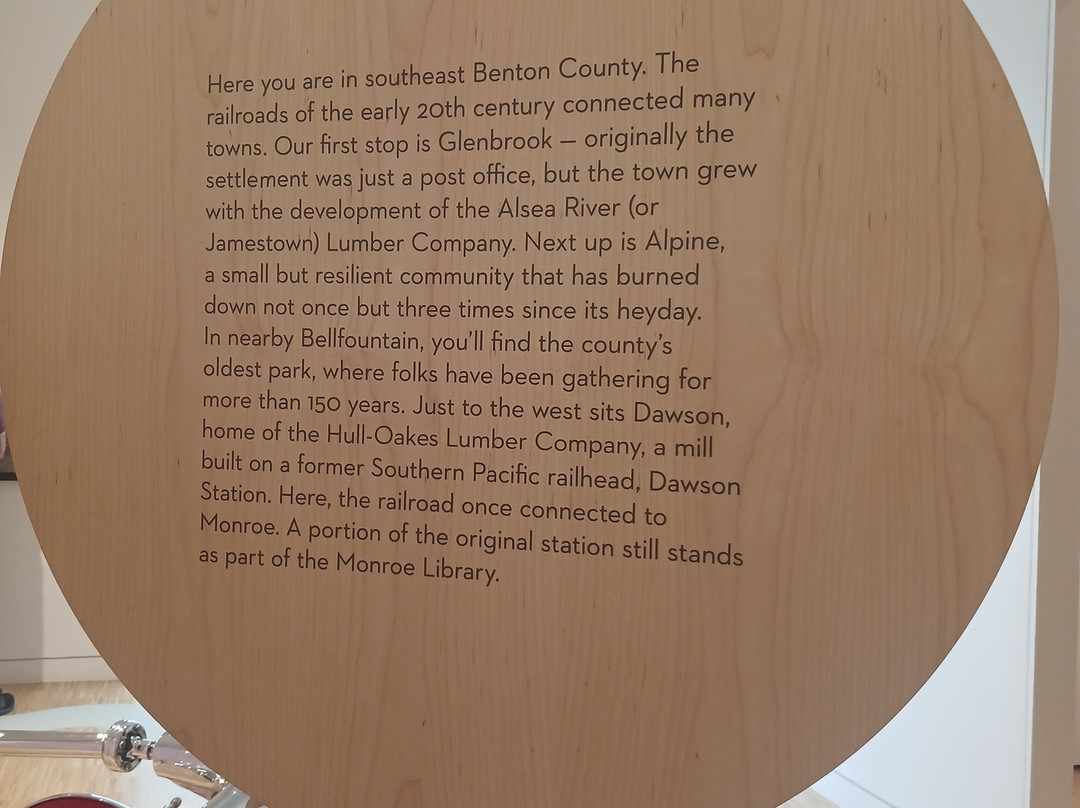 Here you are in southeast Benton County. The
railroads of the early 20th century connected many
towns. Our first stop is Glenbrook — originally the
settlement was just a post office, but the town grew
with the development of the Alsea River (or
Jamestown) Lumber Company. Next up is Alpine,
a small but resilient community that has burned
down not once but three times since its heyday.
In nearby Bellfountain, you'll find the county's
oldest park, where folks have been gathering for
more than 150 years. Just to the west sits Dawson,
home of the Hull-Oakes Lumber Company, a mill
built on a former Southern Pacific railhead, Dawson
Station. Here, the railroad once connected to
Monroe. A portion of the original station still stands
as part of the Monroe Library.